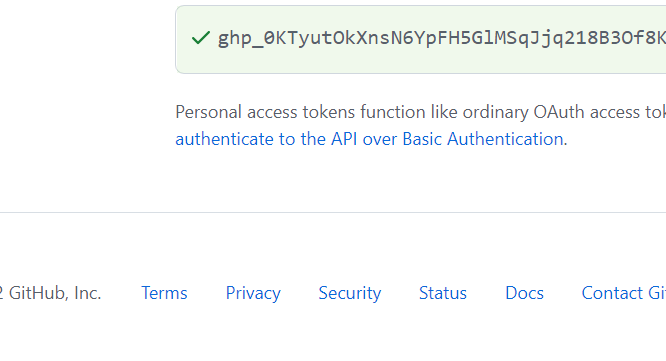 ghp_0KTyutOkXnsN6YpFH5GlMSqJjq218B3Of8K
Personal access tokens function like ordinary OAuth access tok
authenticate to the API over Basic Authentication.
2 GitHub, Inc. Terms Privacy Security Status Docs Contact Git